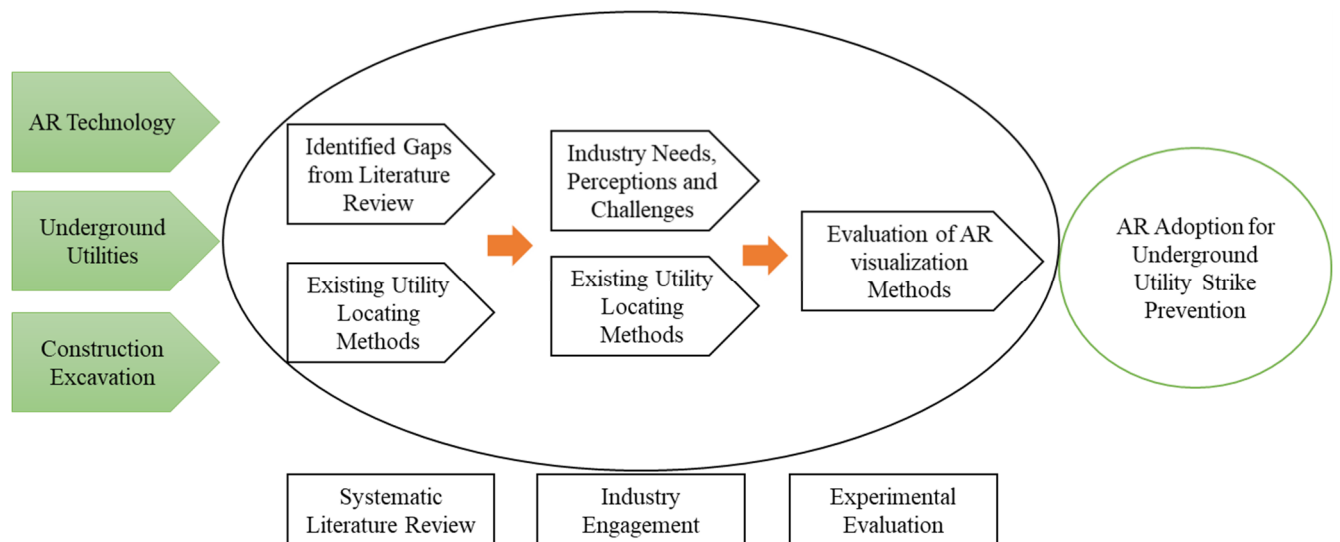 AR Technology
Underground
Utilities
Construction
Excavation
Identified Gaps
from Literature
Review
Existing Utility
Locating
Methods
Industry Needs,
Perceptions and
Challenges
Existing Utility
Locating
Methods
Evaluation of AR
visualization
Methods
AR Adoption for
Underground
Utility Strike
Prevention
Systematic
Literature Review
Industry
Engagement
Experimental
Evaluation